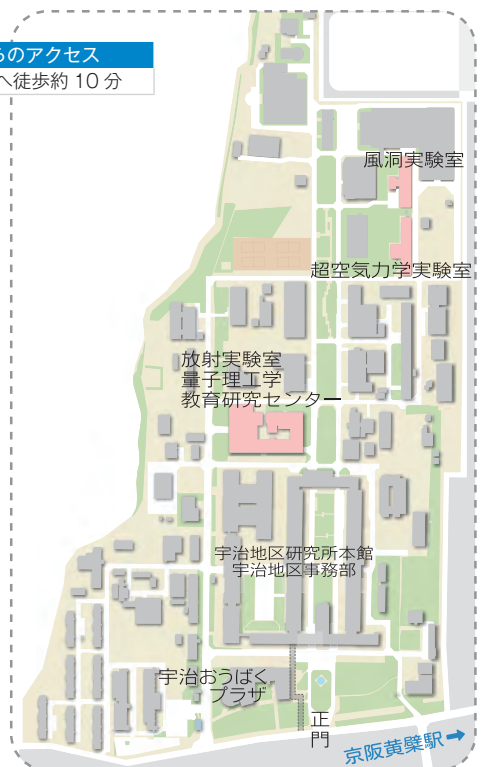 らのアクセス
へ徒歩約 10 分
風洞実験室
超空気力学実験室
放射実験室
量子理工学
教育研究センター
宇治地区研究所本館
宇治地区事務部
宇治おうばく
プラザ
正
門
京阪黄檗駅➡